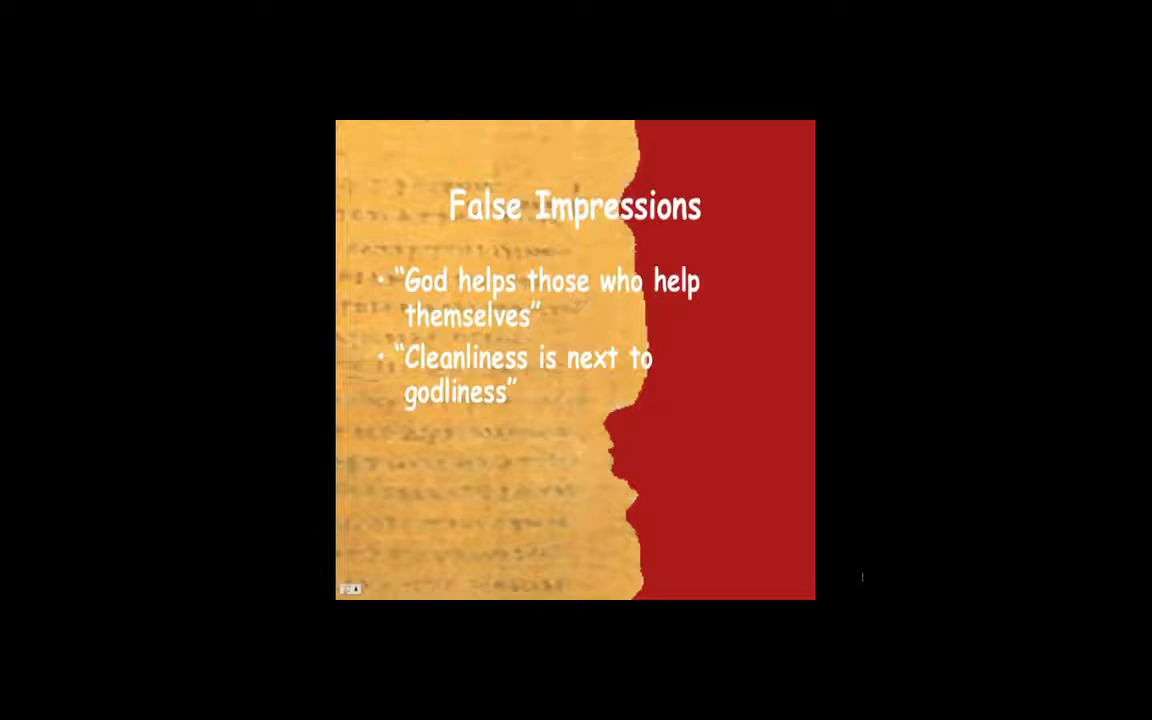 False Impressions
• “God helps those who help
themselves”
• “Cleanliness is next to
godliness”